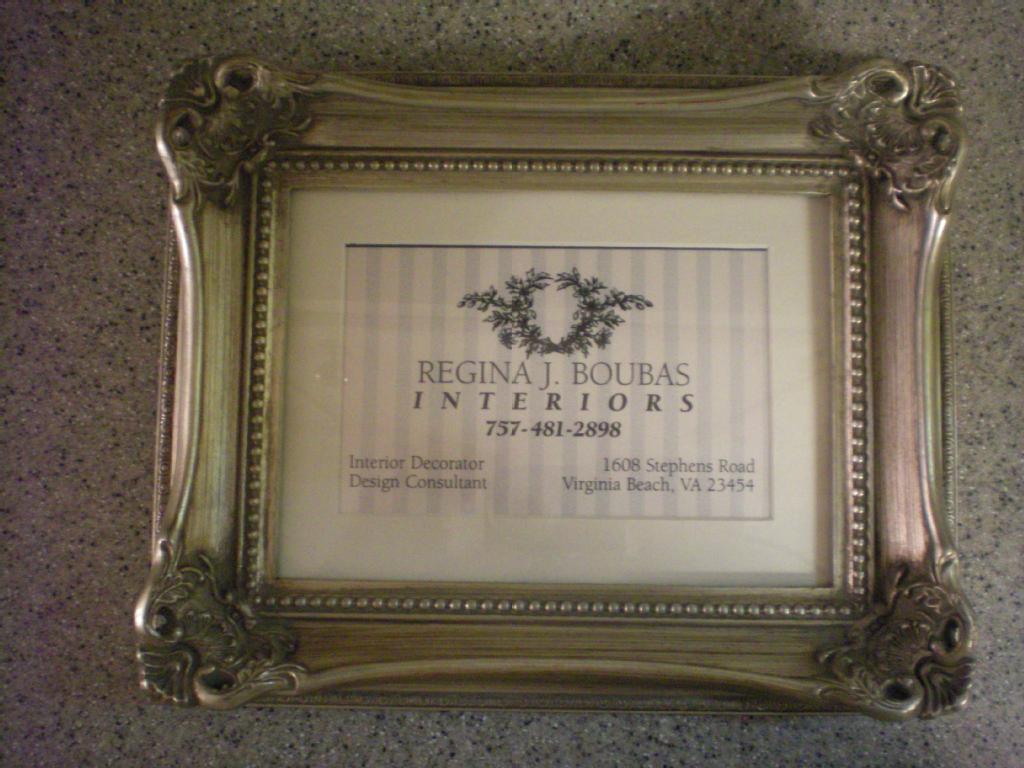 REGINA J. BOUBAS
INTERIORS
757-481-2898
Interior Decorator
Design Consultant
1608 Stephens Road
Virginia Beach, VA 23454